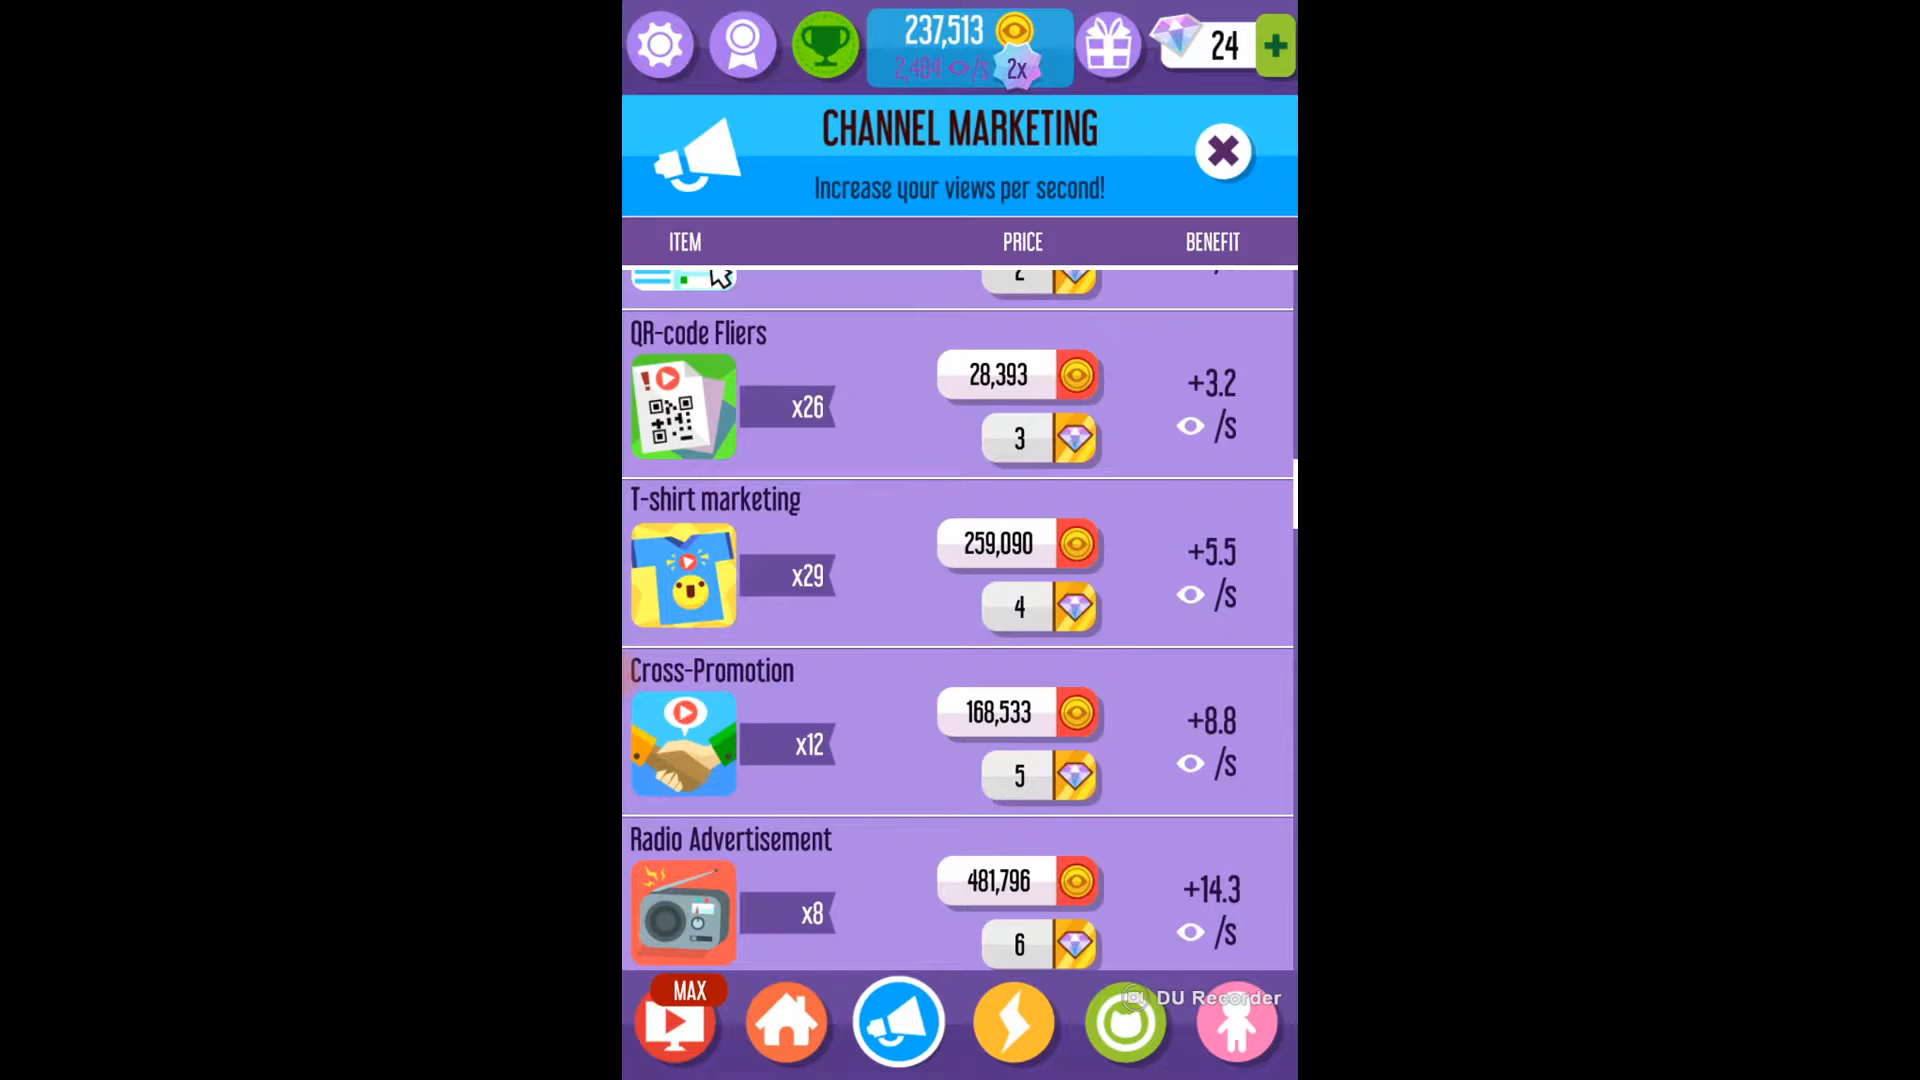 237,513
2,484 /s
2x
24
CHANNEL MARKETING
Increase your views per second!
ITEM PRICE BENEFIT
2
QR-code Fliers
x26
28,393
3
+3.2
/s
T-shirt marketing
x29
259,090
4
+5.5
/s
Cross-Promotion
x12
168,533
5
+8.8
/s
Radio Advertisement
x8
481,796
6
+14.3
/s
MAX
DU Recorder